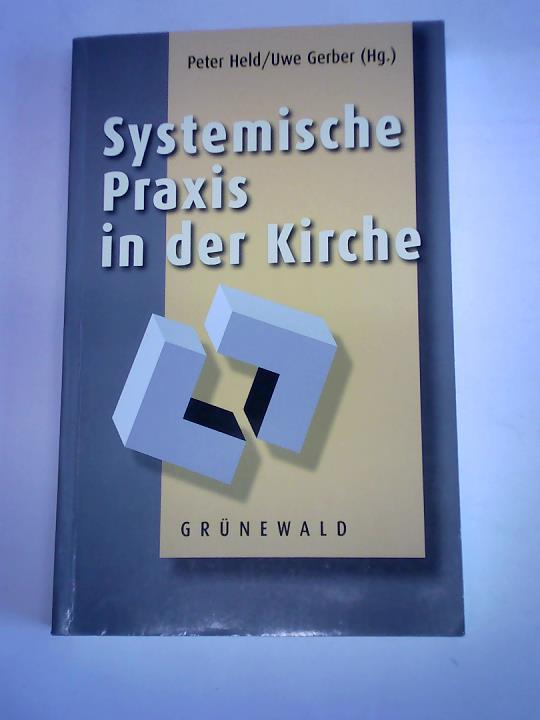 Peter Held/Uwe Gerber (Hg.)
Systemische
Praxis
in der Kirche
GRÜNEWALD